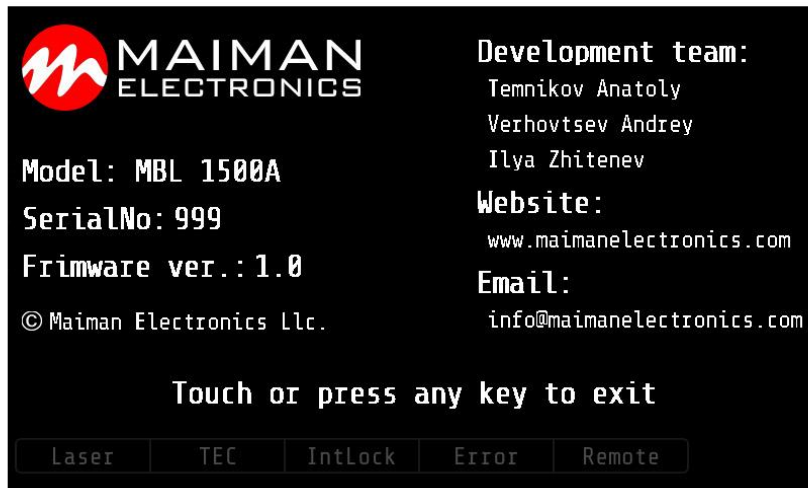 MAIMAN
ELECTRONICS
Model: MBL 1500A
SerialNo: 999
Frimware ver.: 1.0
© Maiman Electronics Llc.
Development team:
Temnikov Anatoly
Verhovtsev Andrey
Ilya Zhitenev
Website:
www.maimanelectronics.com
Email:
info@maimanelectronics.com
Touch or press any key to exit
Laser TEC IntLock Error Remote